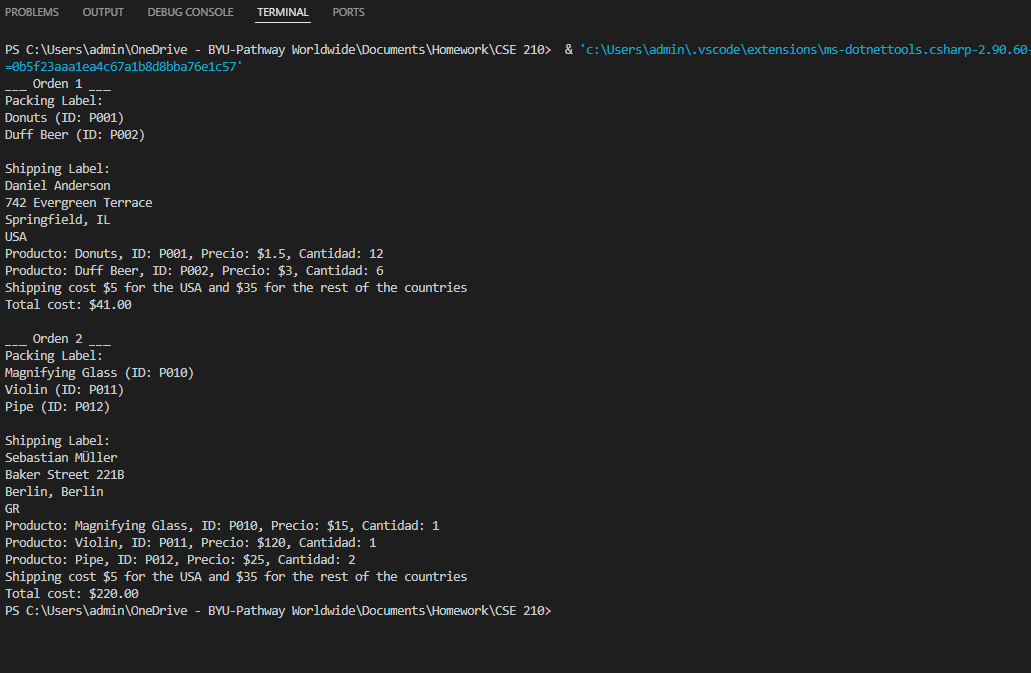 PROBLEMS OUTPUT DEBUG CONSOLE TERMINAL PORTS
PS C:\Users\admin\OneDrive - BYU-Pathway Worldwide\Documents\Homework\CSE 210>  & 'c:\Users\admin\.vscode\extensions\ms-dotnettools.csharp-2.90.60-
=0b5f23aaa1ea4c67a1b8d8bba76e1c57'
___ Orden 1 ___
Packing Label:
Donuts (ID: P001)
Duff Beer (ID: P002)
Shipping Label:
Daniel Anderson
742 Evergreen Terrace
Springfield, IL
USA
Producto: Donuts, ID: P001, Precio: $1.5, Cantidad: 12
Producto: Duff Beer, ID: P002, Precio: $3, Cantidad: 6
Shipping cost $5 for the USA and $35 for the rest of the countries
Total cost: $41.00
___ Orden 2 ___
Packing Label:
Magnifying Glass (ID: P010)
Violin (ID: P011)
Pipe (ID: P012)
Shipping Label:
Sebastian MÜller
Baker Street 221B
Berlin, Berlin
GR
Producto: Magnifying Glass, ID: P010, Precio: $15, Cantidad: 1
Producto: Violin, ID: P011, Precio: $120, Cantidad: 1
Producto: Pipe, ID: P012, Precio: $25, Cantidad: 2
Shipping cost $5 for the USA and $35 for the rest of the countries
Total cost: $220.00
PS C:\Users\admin\OneDrive - BYU-Pathway Worldwide\Documents\Homework\CSE 210>